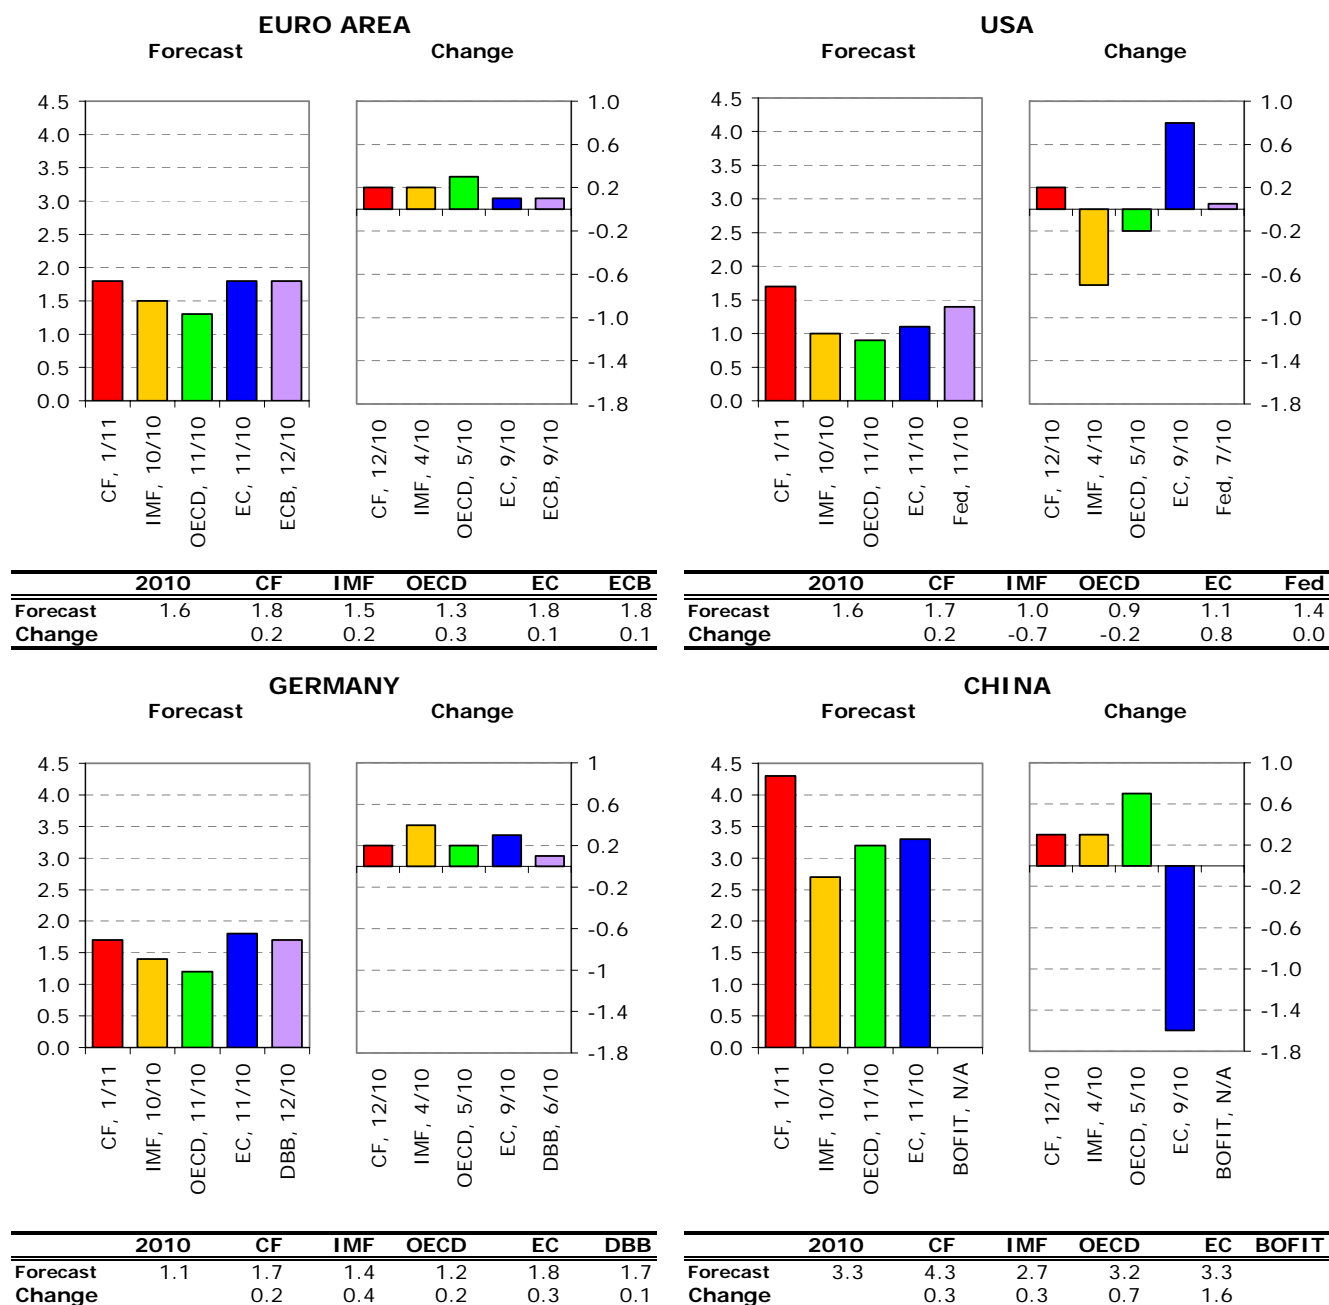 EURO AREA
Forecast Change
4.5
4.0
3.5
3.0
2.5
2.0
1.5
1.0
0.5
0.0
1.0
0.6
0.2
-0.2
-0.6
-1.0
-1.4
-1.8
CF, 1/11
IMF, 10/10
OECD, 11/10
EC, 11/10
ECB, 12/10
CF, 12/10
IMF, 4/10
OECD, 5/10
EC, 9/10
ECB, 9/10
2010 CF IMF OECD EC ECB
Forecast 1.6 1.8 1.5 1.3 1.8 1.8
Change 0.2 0.2 0.3 0.1 0.1
USA
Forecast Change
4.5
4.0
3.5
3.0
2.5
2.0
1.5
1.0
0.5
0.0
1.0
0.6
0.2
-0.2
-0.6
-1.0
-1.4
-1.8
CF, 1/11
IMF, 10/10
OECD, 11/10
EC, 11/10
Fed, 11/10
CF, 12/10
IMF, 4/10
OECD, 5/10
EC, 9/10
Fed, 7/10
2010 CF IMF OECD EC Fed
Forecast 1.6 1.7 1.0 0.9 1.1 1.4
Change 0.2 -0.7 -0.2 0.8 0.0
GERMANY
Forecast Change
4.5
4.0
3.5
3.0
2.5
2.0
1.5
1.0
0.5
0.0
1
0.6
0.2
-0.2
-0.6
-1
-1.4
-1.8
CF, 1/11
IMF, 10/10
OECD, 11/10
EC, 11/10
DBB, 12/10
CF, 12/10
IMF, 4/10
OECD, 5/10
EC, 9/10
DBB, 6/10
2010 CF IMF OECD EC DBB
Forecast 1.1 1.7 1.4 1.2 1.8 1.7
Change 0.2 0.4 0.2 0.3 0.1
CHINA
Forecast Change
4.5
4.0
3.5
3.0
2.5
2.0
1.5
1.0
0.5
0.0
1.0
0.6
0.2
-0.2
-0.6
-1.0
-1.4
-1.8
CF, 1/11
IMF, 10/10
OECD, 11/10
EC, 11/10
BOFIT, N/A
CF, 12/10
IMF, 4/10
OECD, 5/10
EC, 9/10
BOFIT, N/A
2010 CF IMF OECD EC BOFIT
Forecast 3.3 4.3 2.7 3.2 3.3
Change 0.3 0.3 0.7 1.6